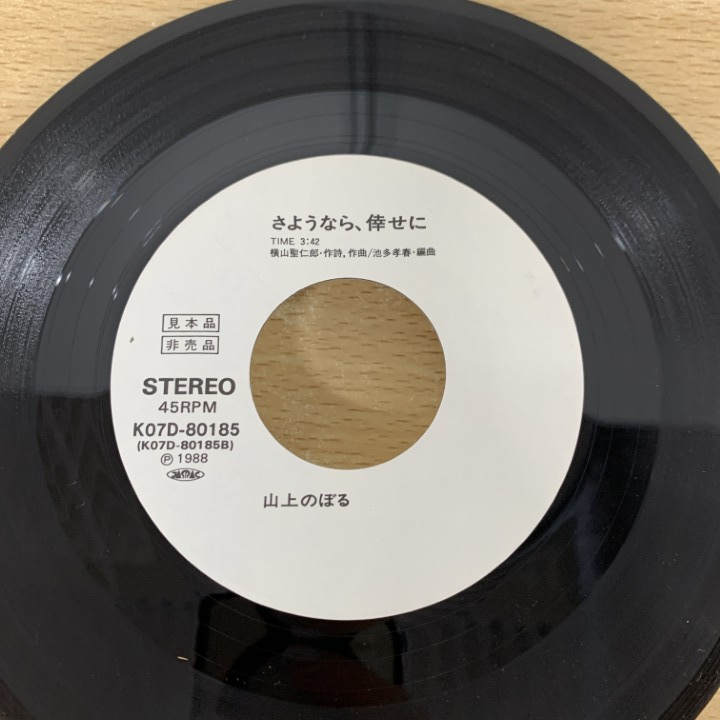 さようなら、倖せに
TIME 3:42
横山聖仁郎・作詩,作曲/池多孝春・編曲
見本品
非売品
STEREO
45RPM
K07D-80185
(K07D-80185B)
Ⓟ 1988
JASRAC
山上のぼる